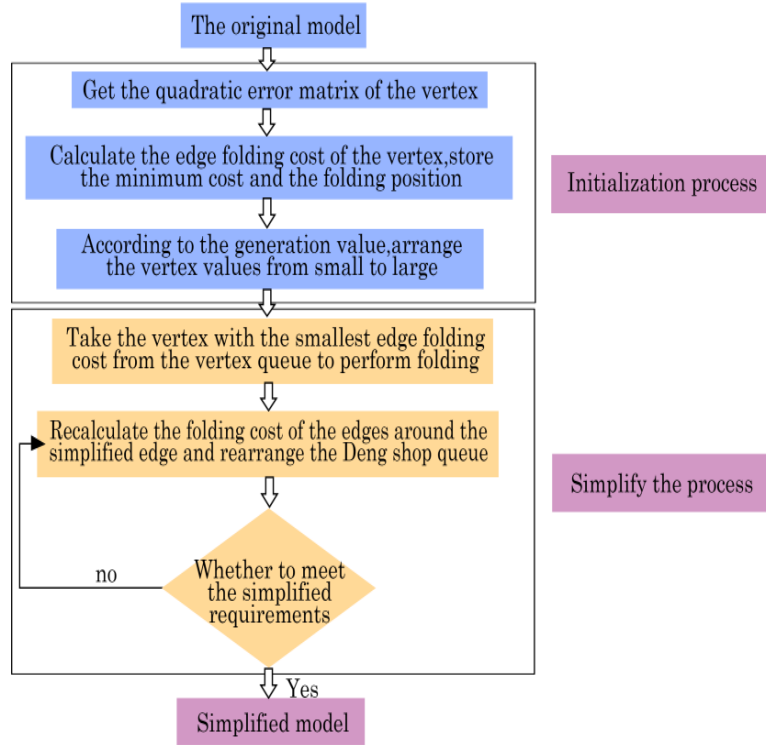 The original model
Get the quadratic error matrix of the vertex
Calculate the edge folding cost of the vertex,store
the minimum cost and the folding position
Initialization process
According to the generation value,arrange
the vertex values from small to large
Take the vertex with the smallest edge folding
cost from the vertex queue to perform folding
Recalculate the folding cost of the edges around the
simplified edge and rearrange the Deng shop queue
Simplify the process
Whether to meet
the simplified
requirements
no
Yes
Simplified model